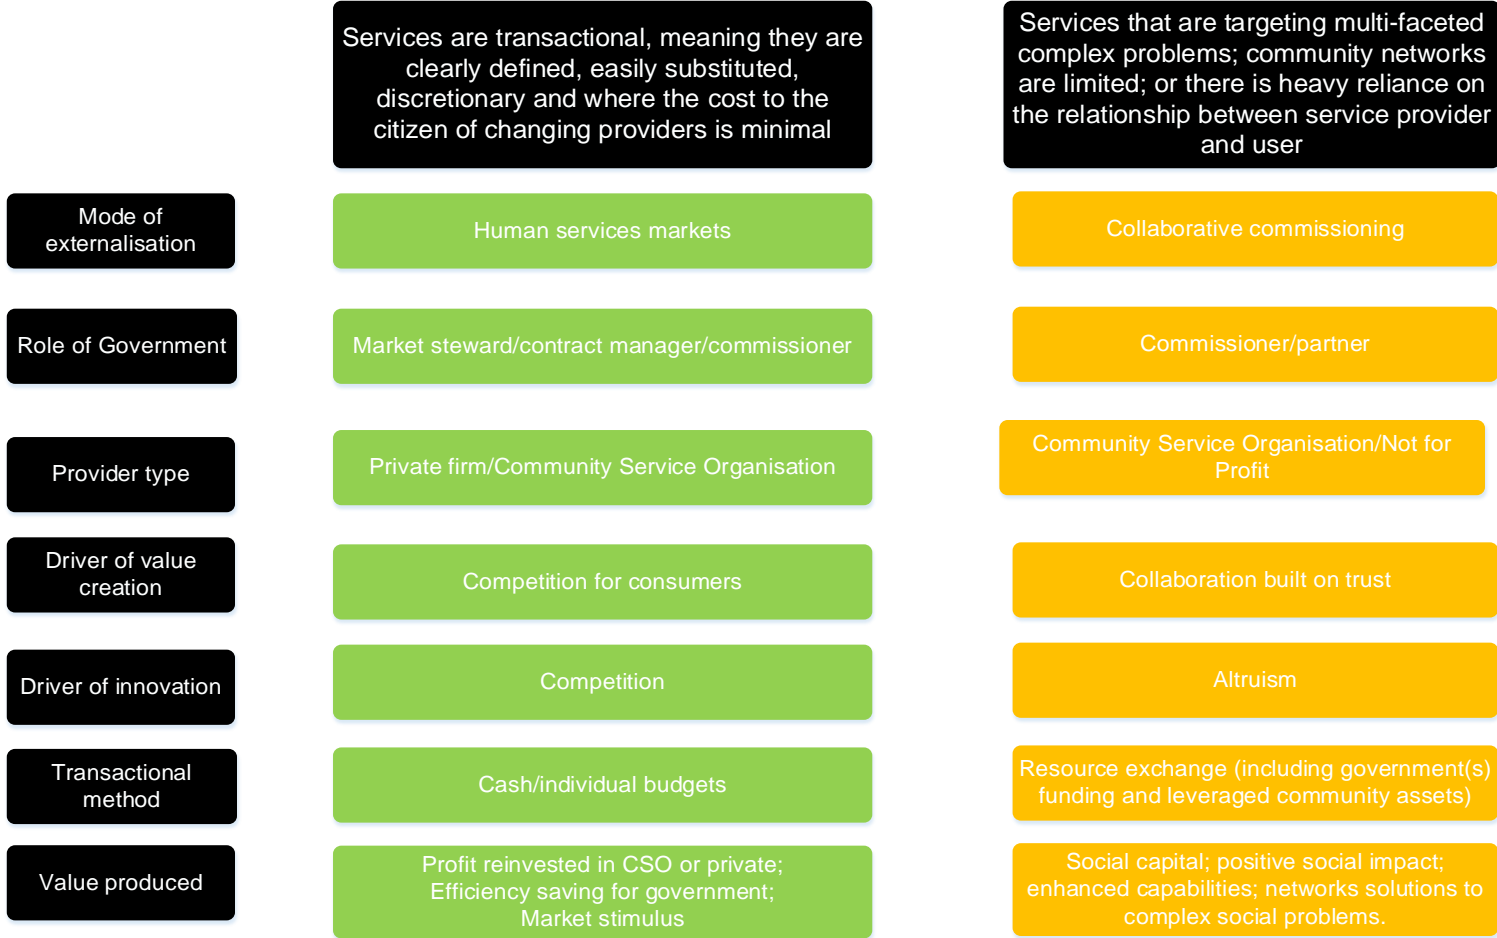 Services are transactional, meaning they are
clearly defined, easily substituted,
discretionary and where the cost to the
citizen of changing providers is minimal
Services that are targeting multi-faceted
complex problems; community networks
are limited; or there is heavy reliance on
the relationship between service provider
and user
Mode of
externalisation
Human services markets
Collaborative commissioning
Role of Government
Market steward/contract manager/commissioner
Commissioner/partner
Provider type
Private firm/Community Service Organisation
Community Service Organisation/Not for
Profit
Driver of value
creation
Competition for consumers
Collaboration built on trust
Driver of innovation
Competition
Altruism
Transactional
method
Cash/individual budgets
Resource exchange (including government(s)
funding and leveraged community assets)
Value produced
Profit reinvested in CSO or private;
Efficiency saving for government;
Market stimulus
Social capital; positive social impact;
enhanced capabilities; networks solutions to
complex social problems.